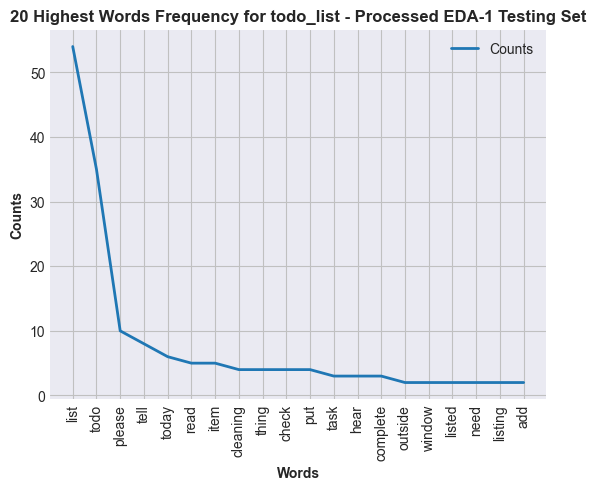 20 Highest Words Frequency for todo_list - Processed EDA-1 Testing Set
Counts
50
40
30
20
10
0
Counts
list
todo
please
tell
today
read
item
cleaning
thing
check
put
task
hear
complete
outside
window
listed
need
listing
add
Words